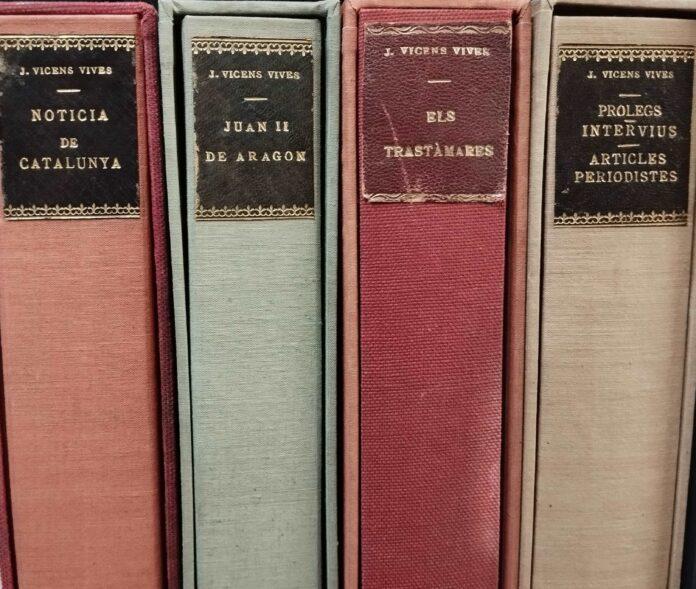 J. VICENS VIVES
NOTICIA
DE
CATALUNYA
J. VICENS VIVES
JUAN II
DE ARAGON
J. VICENS VIVES
ELS
TRASTÀMARES
J. VICENS VIVES
PROLEGS
INTERVIUS
ARTICLES
PERIODISTES